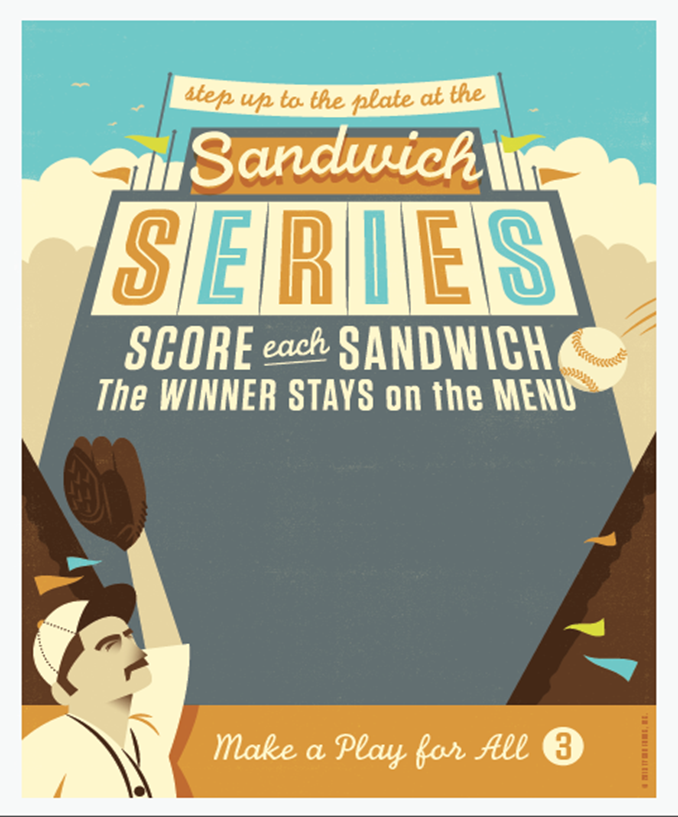 step up to the plate at the
Sandwich
SERIES
SCORE each SANDWICH
The WINNER STAYS on the MENU
Make a Play for All 3